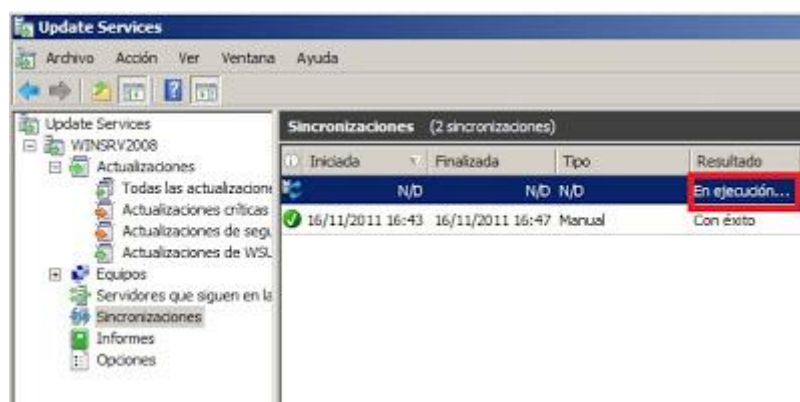 Update Services
Archivo Acción Ver Ventana Ayuda
Update Services
WINSRV2008
Actualizaciones
Todas las actualizacione
Actualizaciones críticas
Actualizaciones de segu
Actualizaciones de WSU
Equipos
Servidores que siguen en la
Sincronizaciones
Informes
Opciones
Sincronizaciones (2 sincronizaciones)
Iniciada Finalizada Tipo Resultado
N/D N/D N/D En ejecución...
16/11/2011 16:43 16/11/2011 16:47 Manual Con éxito